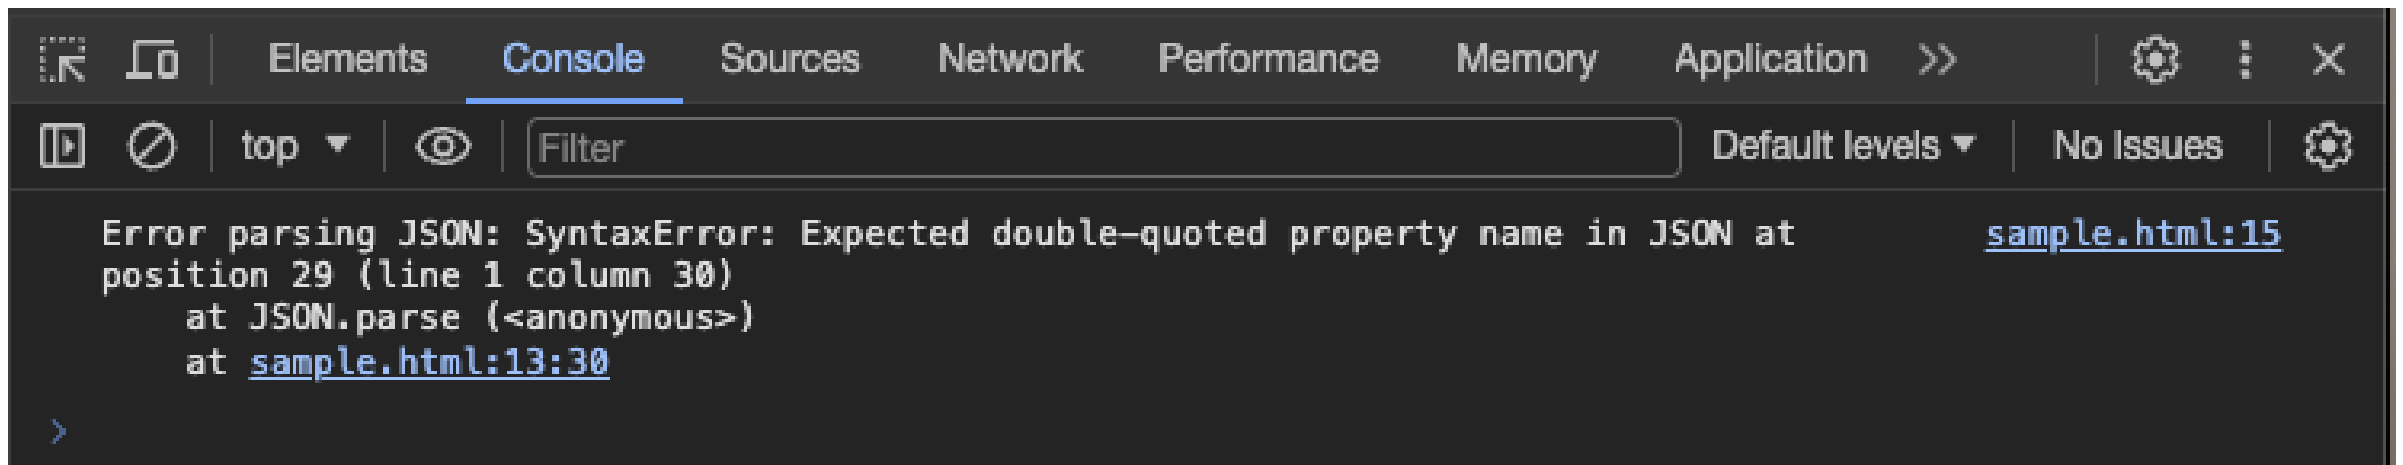 Elements Console Sources Network Performance Memory Application
top Filter Default levels No Issues
Error parsing JSON: SyntaxError: Expected double-quoted property name in JSON at sample.html:15
position 29 (line 1 column 30)
at JSON.parse (<anonymous>)
at sample.html:13:30